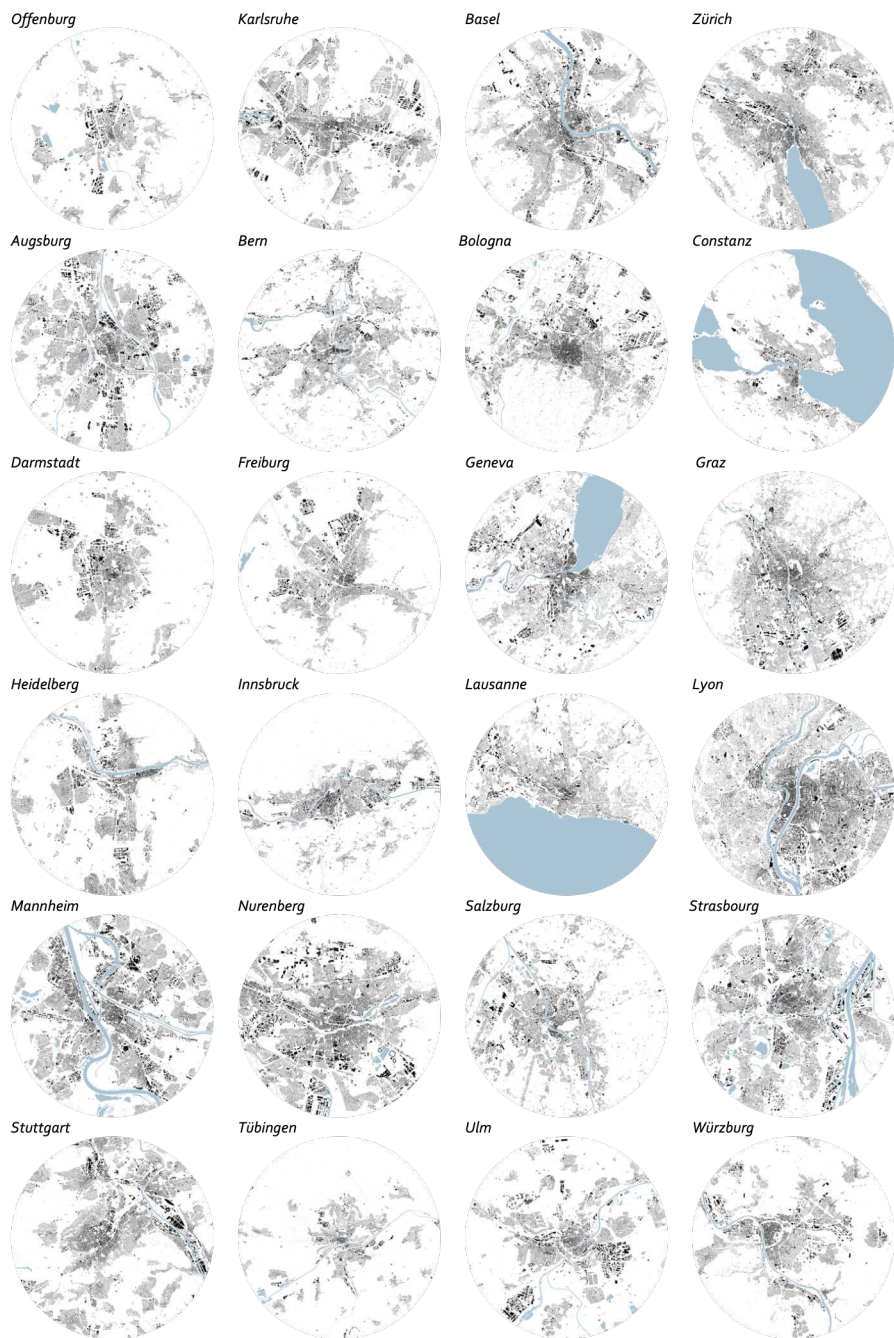 Offenburg
Karlsruhe
Basel
Zürich
Augsburg
Bern
Bologna
Constanz
Darmstadt
Freiburg
Geneva
Graz
Heidelberg
Innsbruck
Lausanne
Lyon
Mannheim
Nurenberg
Salzburg
Strasbourg
Stuttgart
Tübingen
Ulm
Würzburg